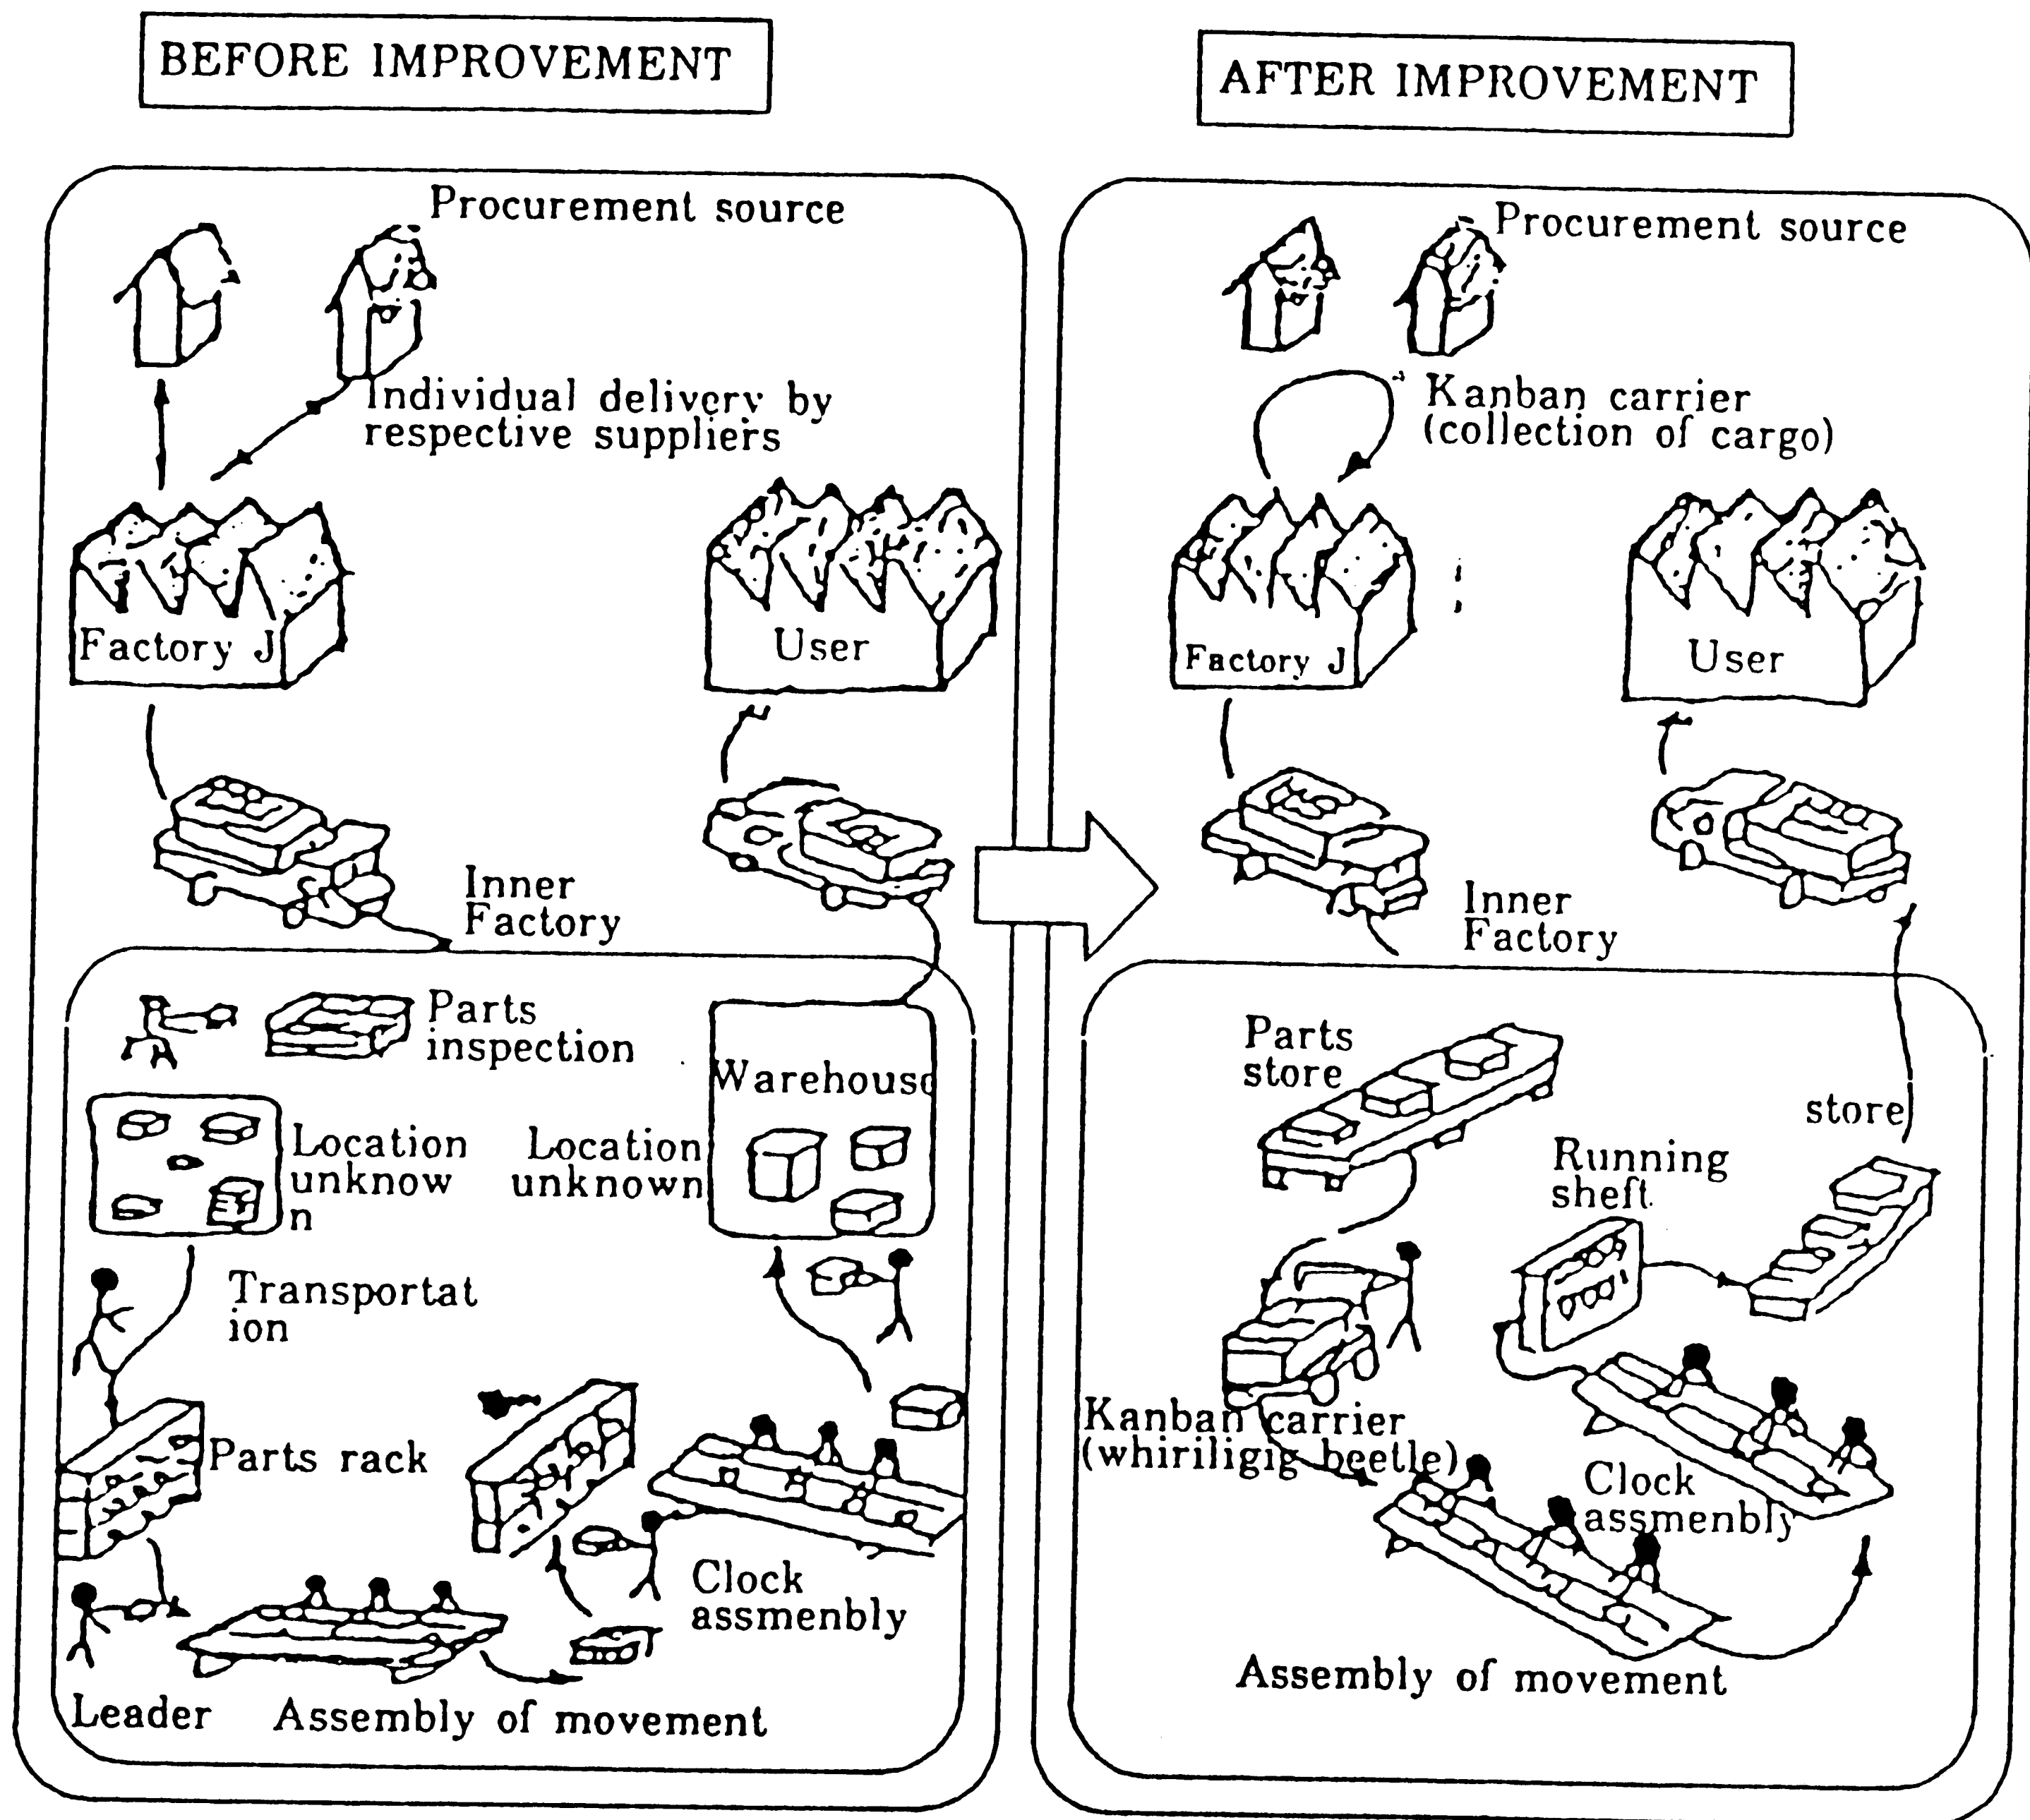 BEFORE IMPROVEMENT
AFTER IMPROVEMENT
Procurement source
Individual delivery by
respective suppliers
Factory J
User
Inner
Factory
Parts
inspection
Warehouse
Location
unknow
n
Location
unknown
Transportat
ion
Parts rack
Clock
assmenbly
Leader
Assembly of movement
Procurement source
Kanban carrier
(collection of cargo)
Factory J
User
Inner
Factory
Parts
store
store
Running
sheft
Kanban carrier
(whiriligig beetle)
Clock
assmenbly
Assembly of movement